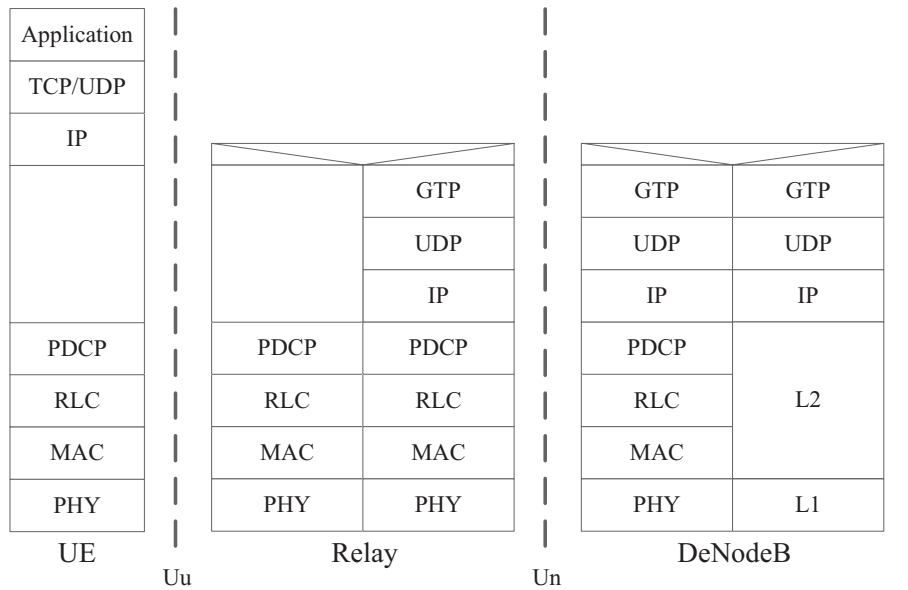 Application
TCP/UDP
IP
GTP GTP GTP
UDP UDP UDP
IP IP IP
PDCP PDCP PDCP PDCP
RLC RLC RLC RLC L2
MAC MAC MAC MAC
PHY PHY PHY PHY L1
UE Relay DeNodeB
Uu Un